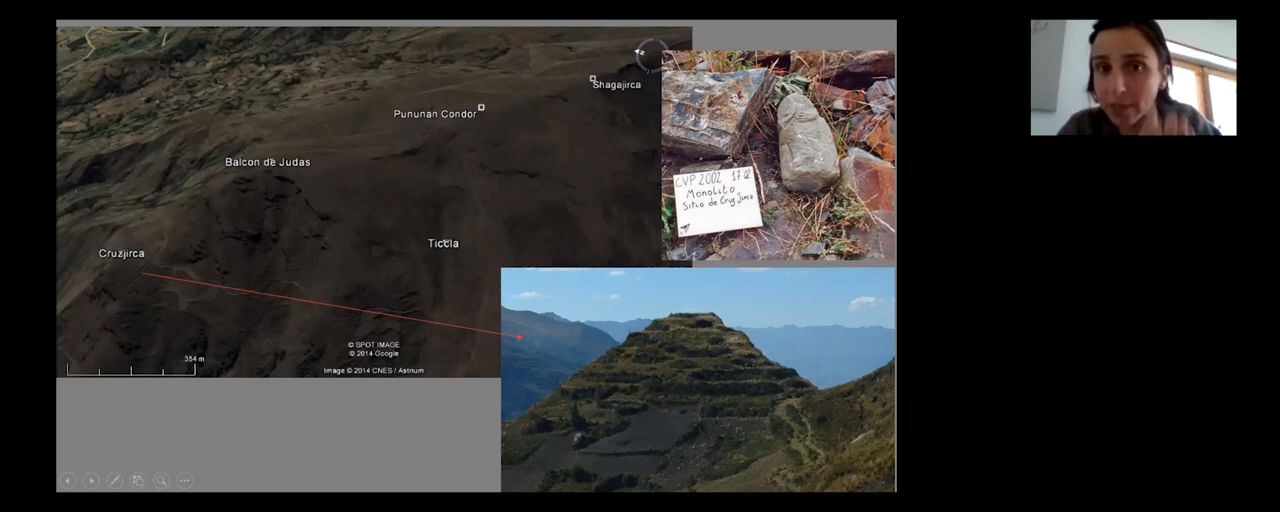 Shagajirca
Pununan Condor
Balcon de Judas
Ticcla
Cruzjirca
354 m
© SPOT IMAGE
© 2014 Google
Image © 2014 CNES / Astrium
CVP 2002 17.02
Monolito
Sitio de Cruz Jirca